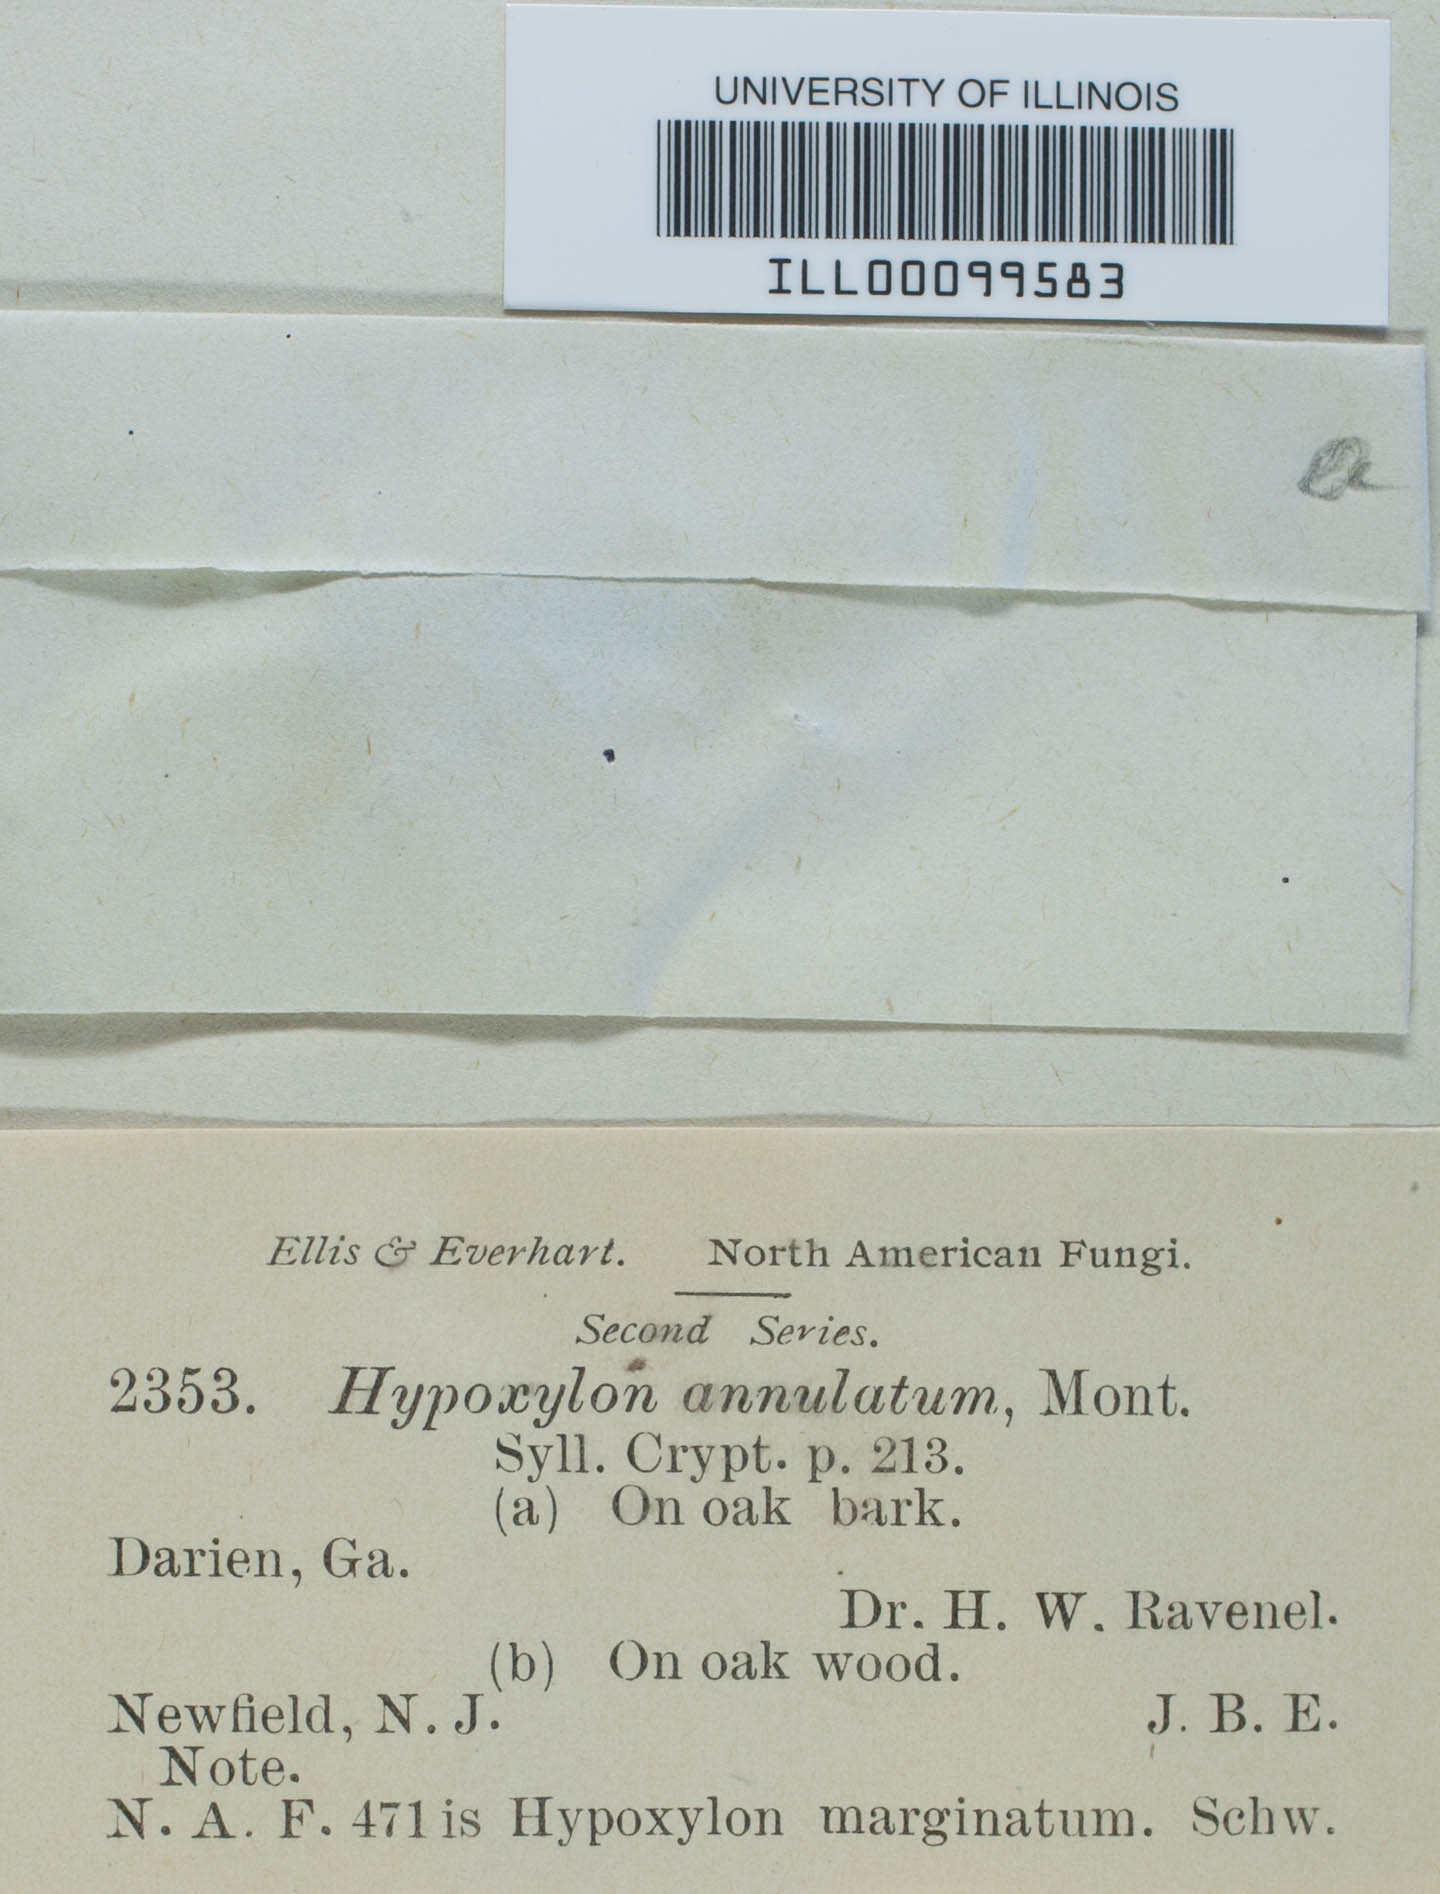 UNIVERSITY OF ILLINOIS
ILL00099583
a
Ellis & Everhart. North American Fungi.
Second Series.
2353. Hypoxylon annulatum, Mont.
Syll. Crypt. p. 213.
(a) On oak bark.
Darien, Ga.
Dr. H. W. Ravenel.
(b) On oak wood.
Newfield, N. J. J. B. E.
Note.
N. A. F. 471 is Hypoxylon marginatum. Schw.